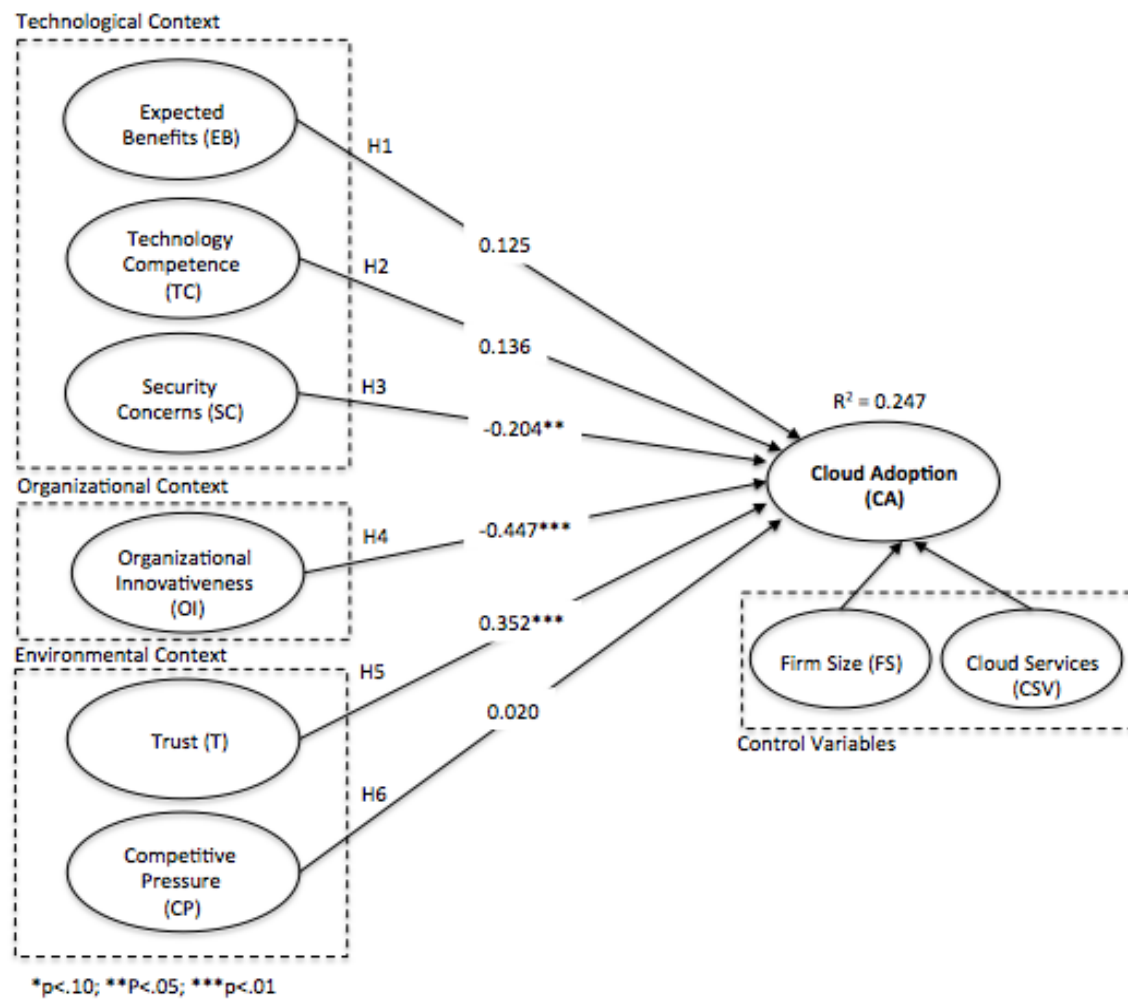 Technological Context
Expected
Benefits (EB)
H1
0.125
Technology
Competence
(TC)
H2
0.136
Security
Concerns (SC)
H3
-0.204**
R² = 0.247
Cloud Adoption
(CA)
Organizational Context
Organizational
Innovativeness
(OI)
H4
-0.447***
Environmental Context
Trust (T)
H5
0.352***
Competitive
Pressure
(CP)
H6
0.020
Firm Size (FS)
Cloud Services
(CSV)
Control Variables
*p<.10; **P<.05; ***p<.01